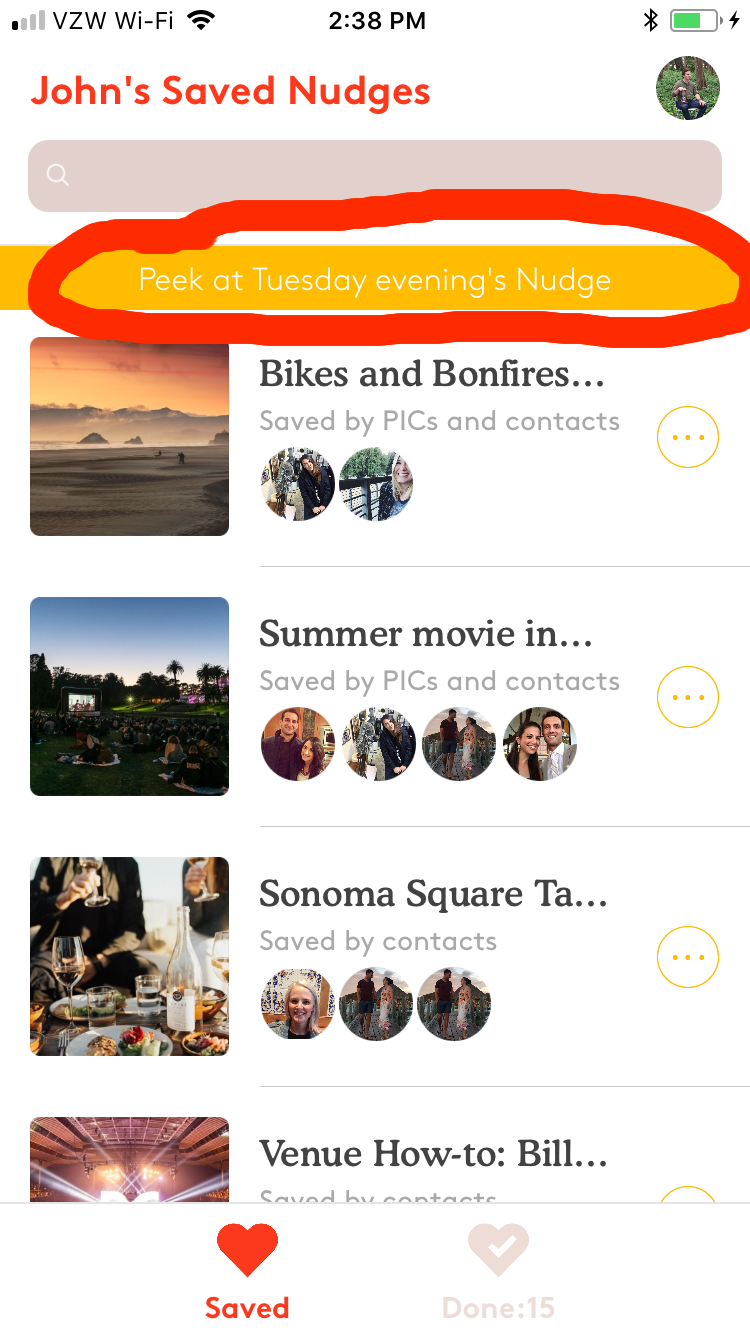 VZW Wi-Fi 2:38 PM
John's Saved Nudges
Peek at Tuesday evening's Nudge
Bikes and Bonfires...
Saved by PICs and contacts
Summer movie in...
Saved by PICs and contacts
Sonoma Square Ta...
Saved by contacts
Venue How-to: Bill...
Saved by contacts
Saved Done:15